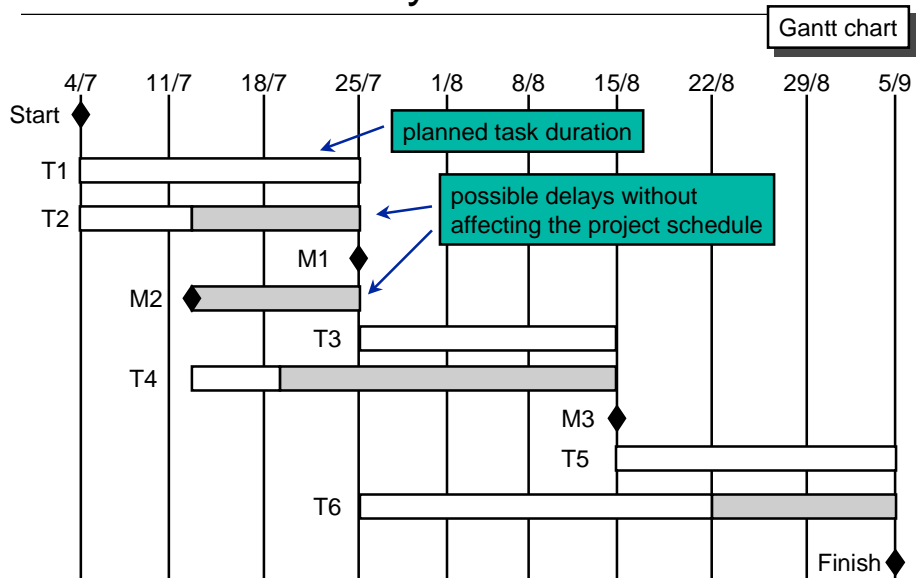 Gantt chart
4/7 11/7 18/7 25/7 1/8 8/8 15/8 22/8 29/8 5/9
Start
planned task duration
T1
possible delays without
affecting the project schedule
T2
M1
M2
T3
T4
M3
T5
T6
Finish